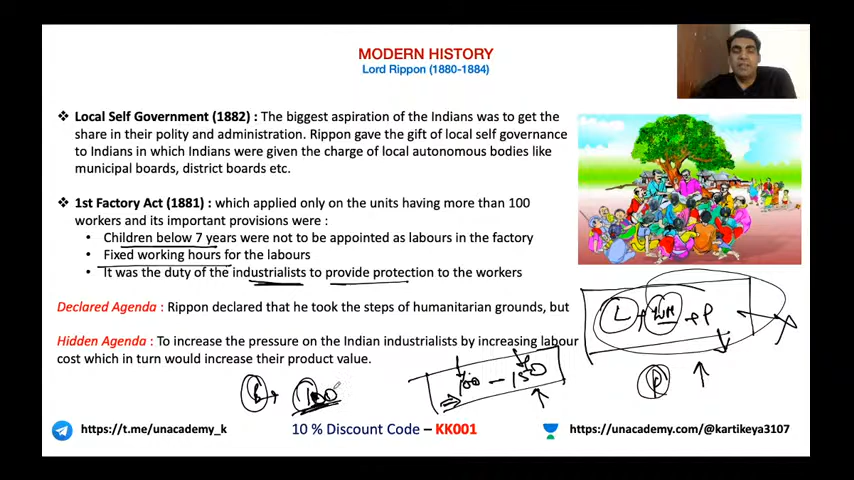 MODERN HISTORY
Lord Rippon (1880-1884)
❖ Local Self Government (1882) : The biggest aspiration of the Indians was to get the
share in their polity and administration. Rippon gave the gift of local self governance
to Indians in which Indians were given the charge of local autonomous bodies like
municipal boards, district boards etc.
❖ 1st Factory Act (1881) : which applied only on the units having more than 100
workers and its important provisions were :
• Children below 7 years were not to be appointed as labours in the factory
• Fixed working hours for the labours
• It was the duty of the industrialists to provide protection to the workers
L + WH + P
Declared Agenda : Rippon declared that he took the steps of humanitarian grounds, but
Hidden Agenda : To increase the pressure on the Indian industrialists by increasing labour
cost which in turn would increase their product value.
100 - 150
P
100
https://t.me/unacademy_k
10 % Discount Code – KK001
https://unacademy.com/@kartikeya3107